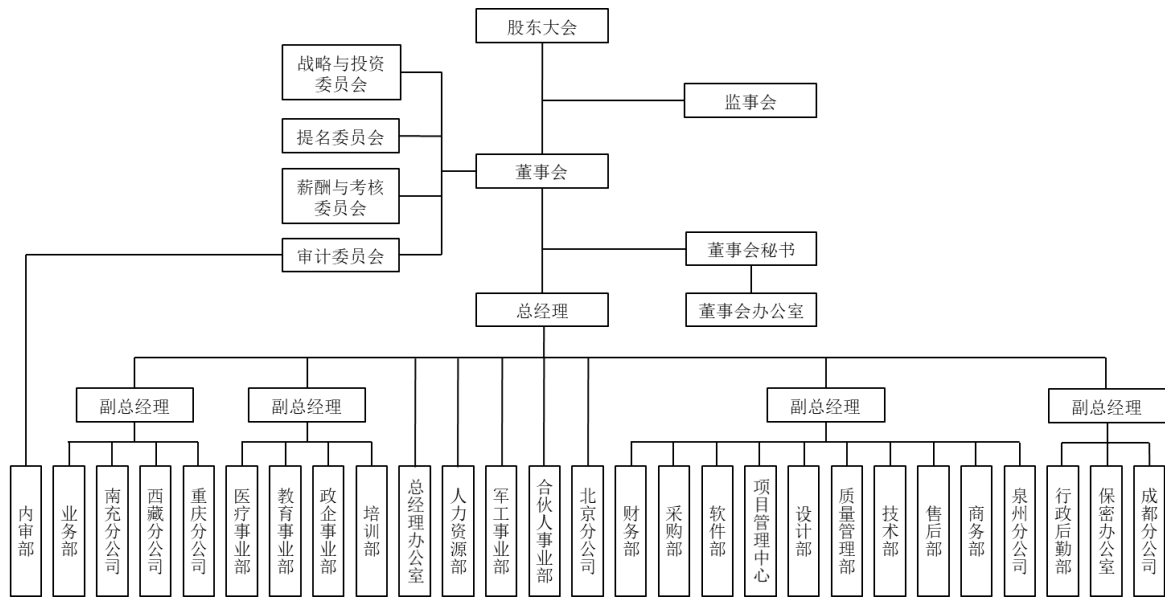 股东大会
战略与投资
委员会
监事会
提名委员会
董事会
薪酬与考核
委员会
审计委员会
董事会秘书
总经理
董事会办公室
副总经理
副总经理
副总经理
副总经理
内审部
业务部
南充分公司
西藏分公司
重庆分公司
医疗事业部
教育事业部
政企事业部
培训部
总经理办公室
人力资源部
军工事业部
合伙人事业部
北京分公司
财务部
采购部
软件部
项目管理中心
设计部
质量管理部
技术部
售后部
商务部
泉州分公司
行政后勤部
保密办公室
成都分公司